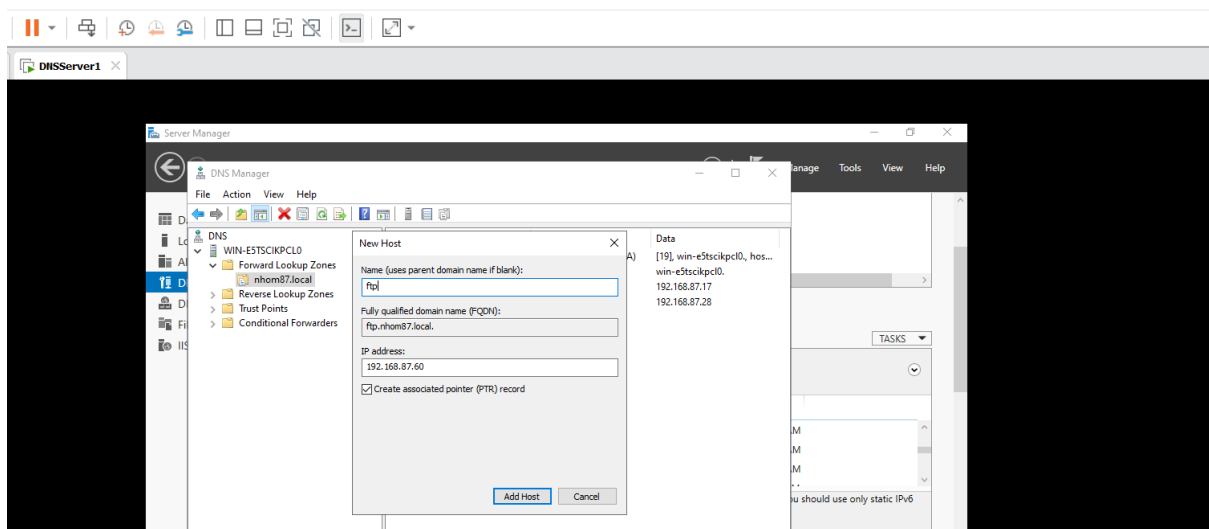 DNSServer1
Server Manager
Manage Tools View Help
DNS Manager
File Action View Help
DNS
WIN-E5TSCIKPCL0
Forward Lookup Zones
nhom87.local
Reverse Lookup Zones
Trust Points
Conditional Forwarders
New Host
Name (uses parent domain name if blank):
ftp
Fully qualified domain name (FQDN):
ftp.nhom87.local.
IP address:
192.168.87.60
Create associated pointer (PTR) record
Add Host Cancel
Data
A) [19], win-e5tscikpcl0., hos...
win-e5tscikpcl0.
192.168.87.17
192.168.87.28
TASKS
AM
AM
AM
you should use only static IPv6